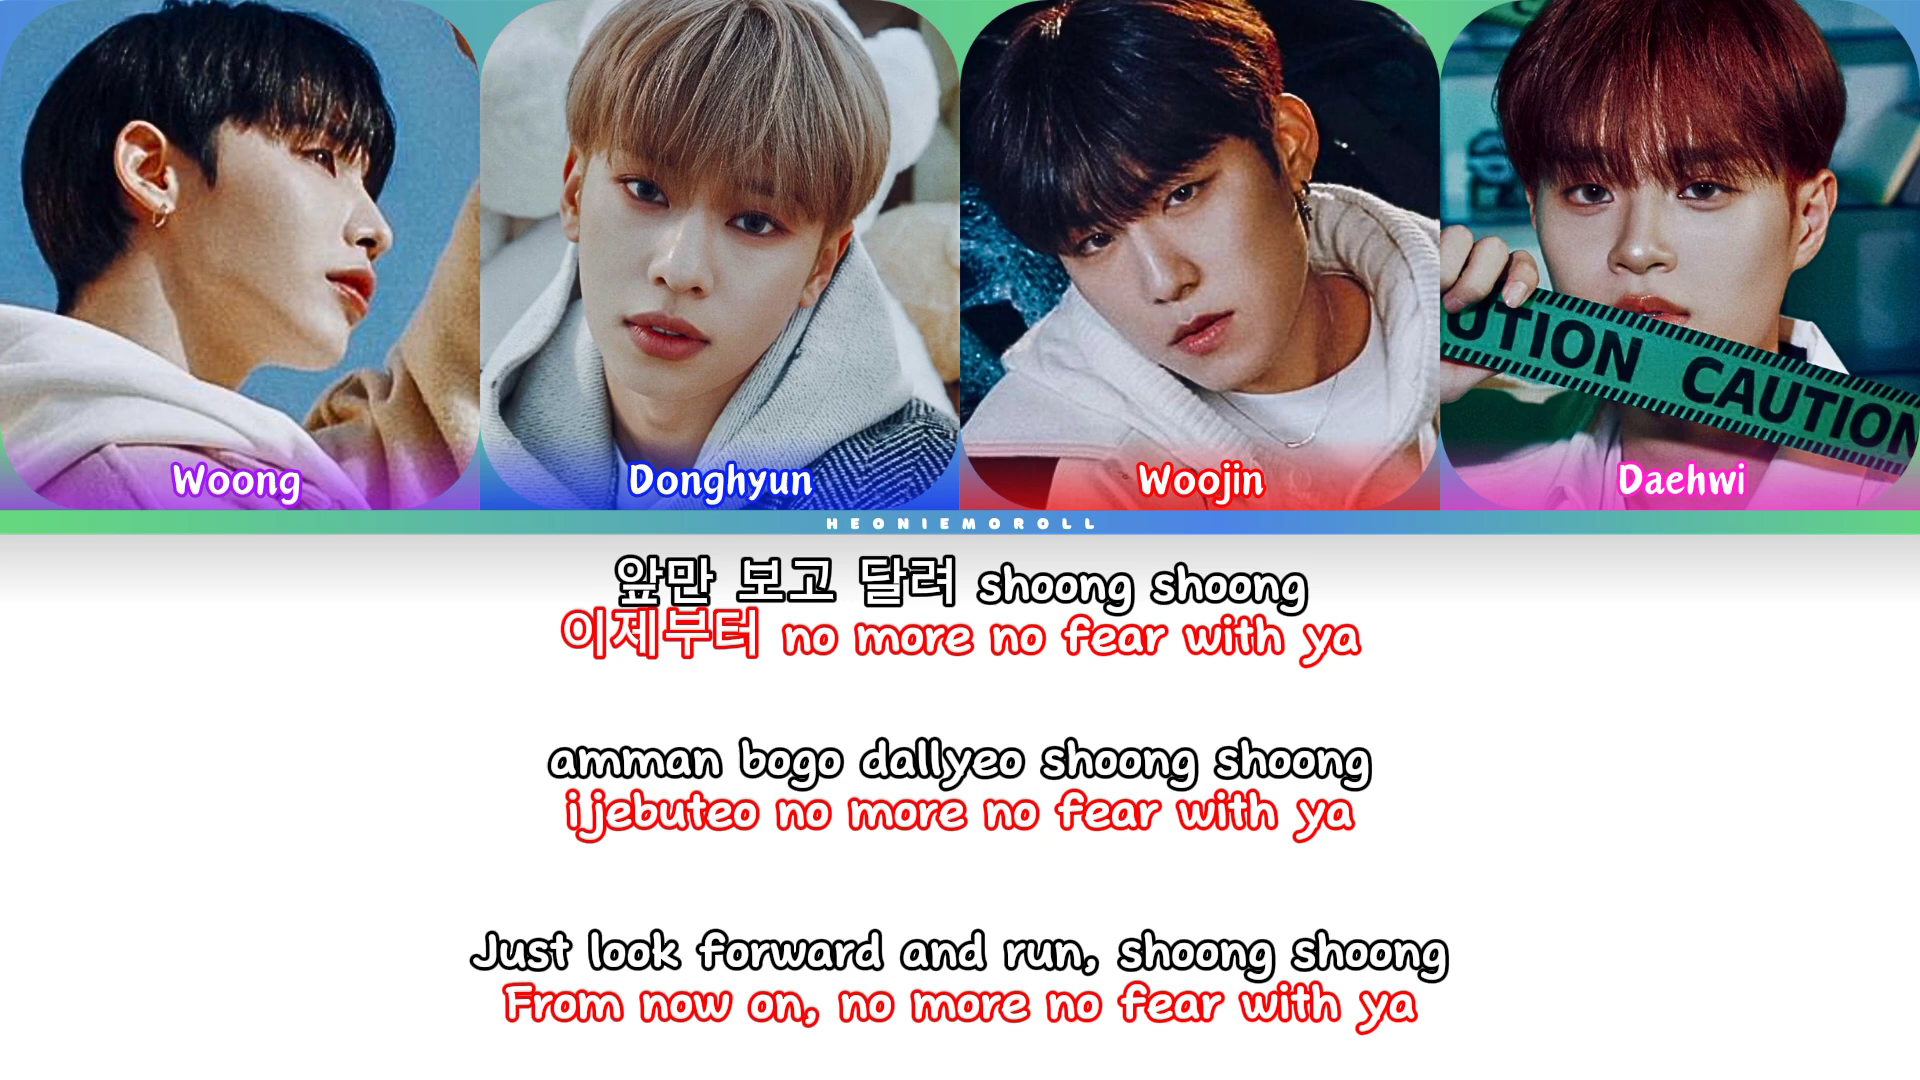 UTION CAUTION
Woong
Donghyun
Woojin
Daehwi
HEONIEMOROLL
앞만 보고 달려 shoong shoong
이제부터 no more no fear with ya
amman bogo dallyeo shoong shoong
ijebuteo no more no fear with ya
Just look forward and run, shoong shoong
From now on, no more no fear with ya